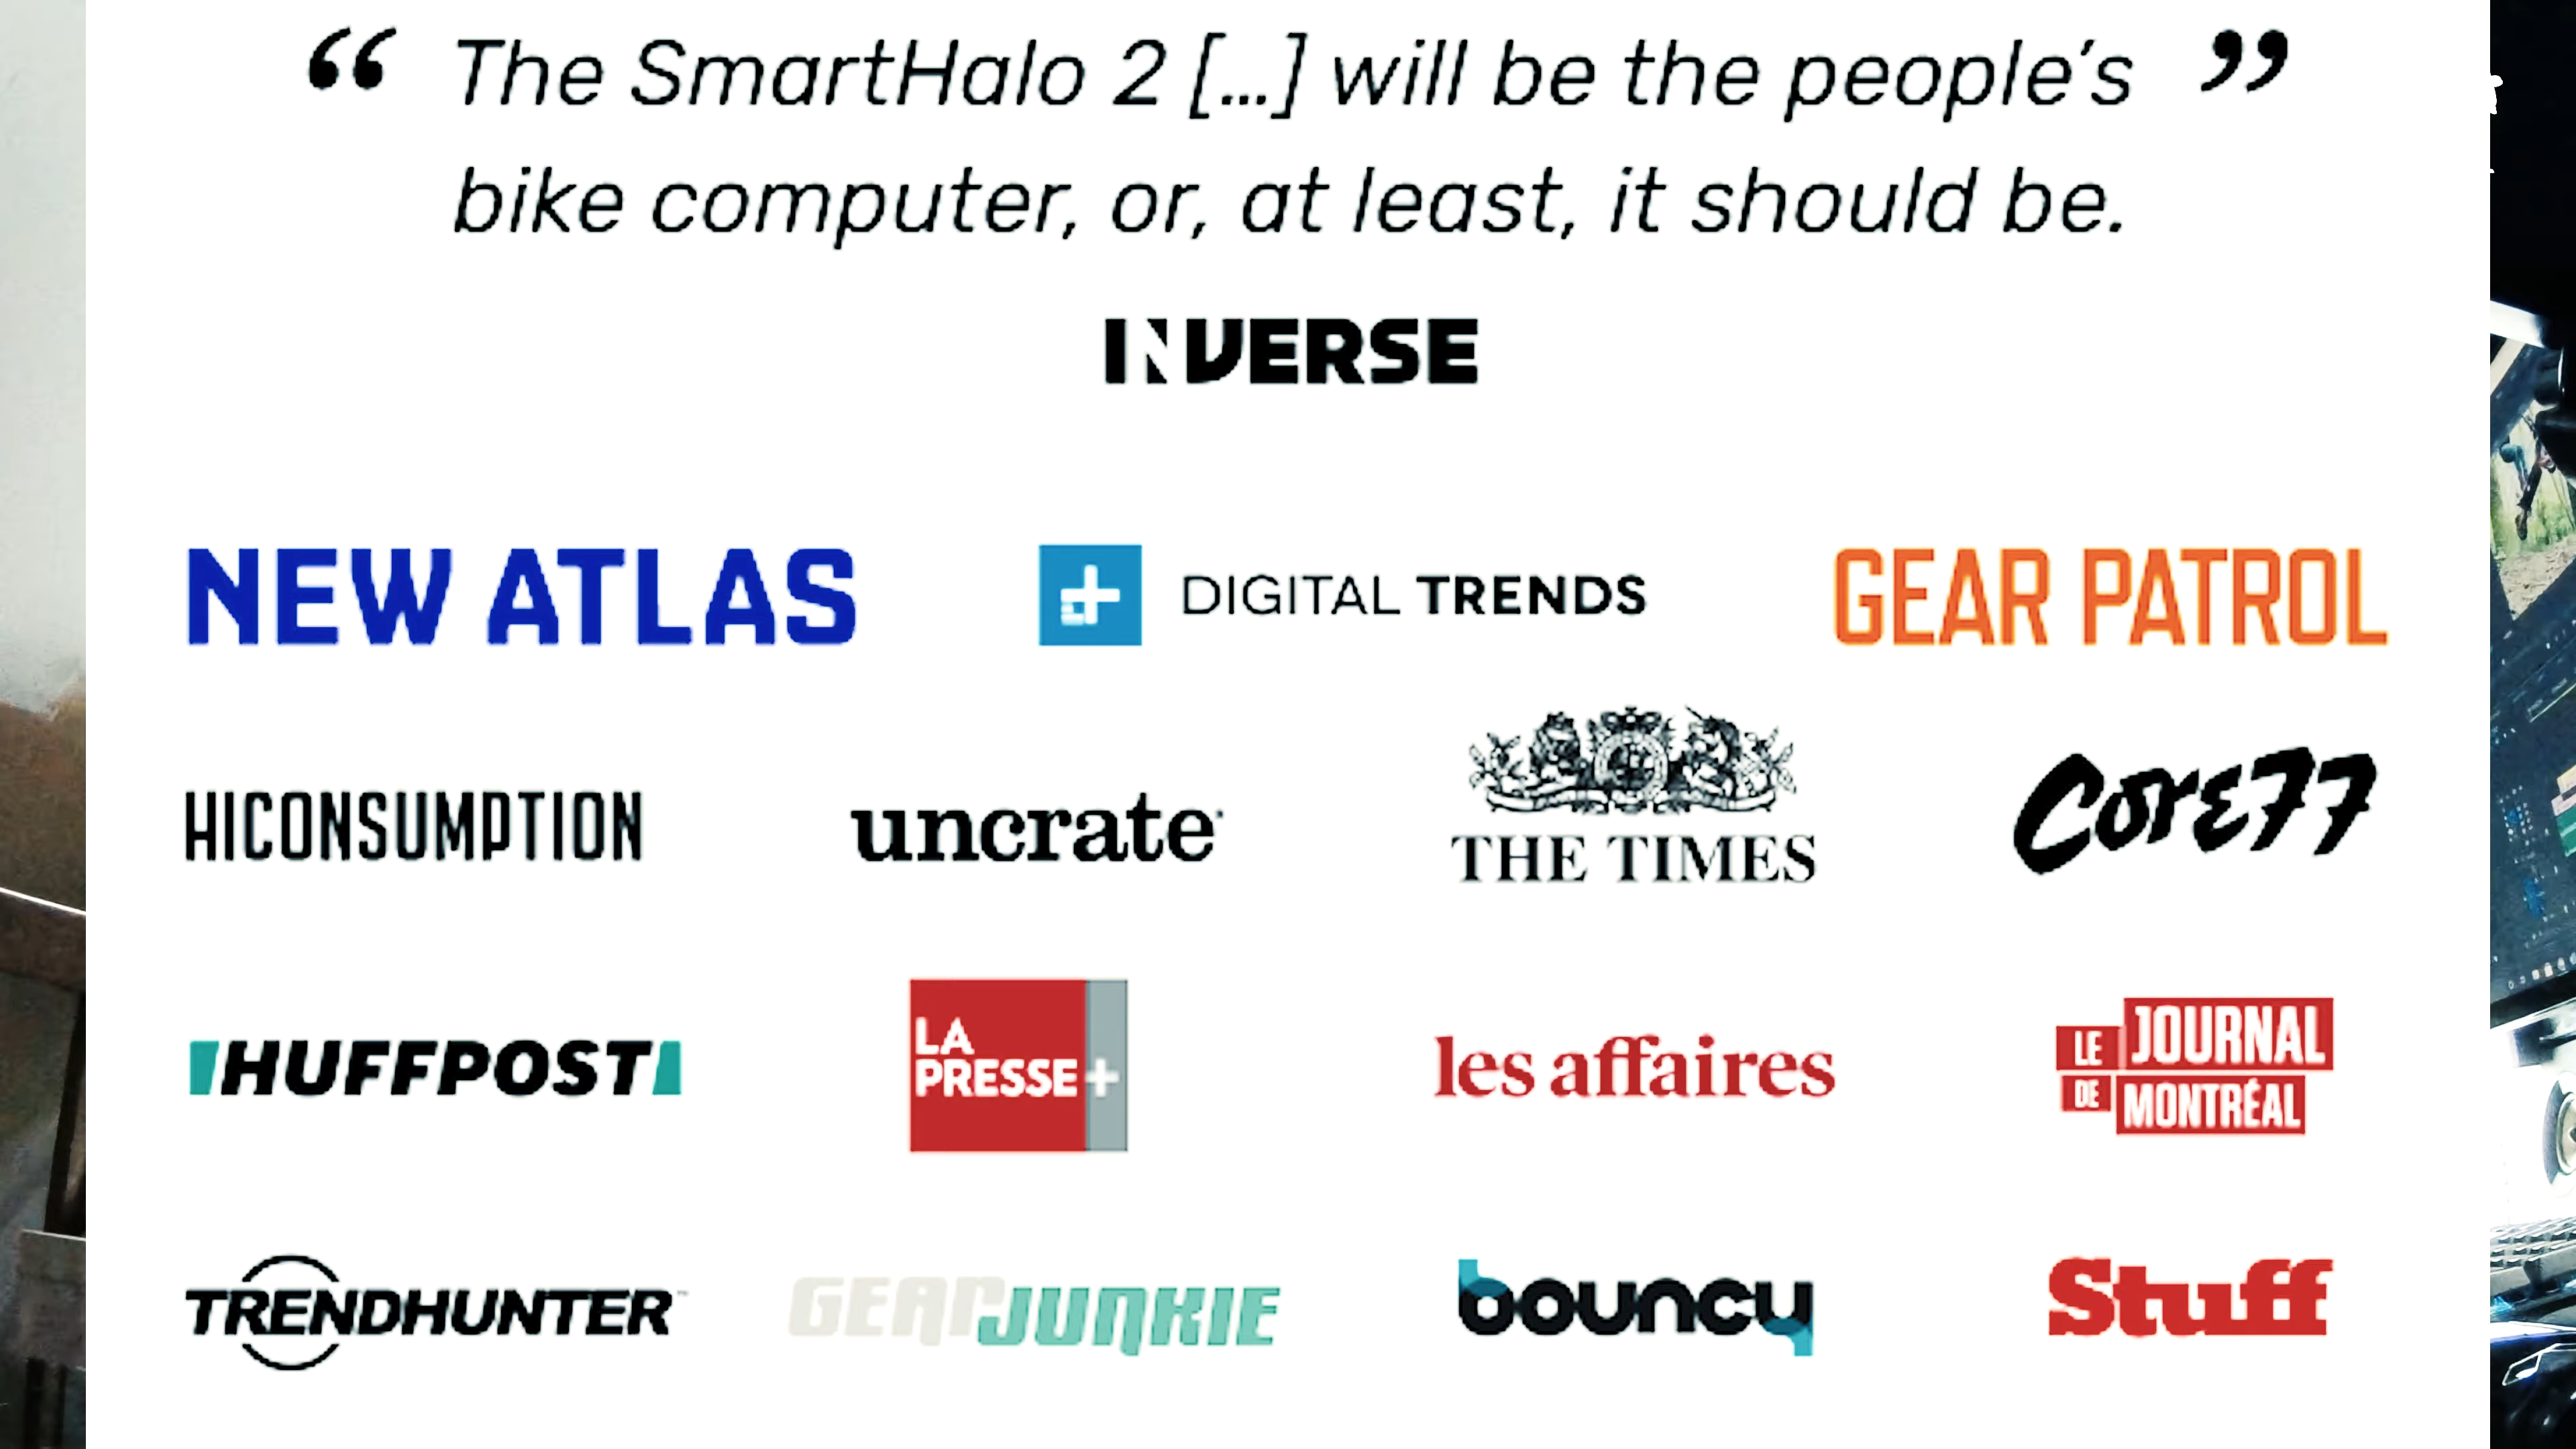 “ The SmartHalo 2 [...] will be the people’s ”
bike computer, or, at least, it should be.
INVERSE
NEW ATLAS
DIGITAL TRENDS
GEAR PATROL
HICONSUMPTION
uncrate
THE TIMES
Core77
HUFFPOST
LA
PRESSE+
les affaires
LE JOURNAL
DE MONTRÉAL
TRENDHUNTER
GEARJUNKIE
bouncy
Stuff